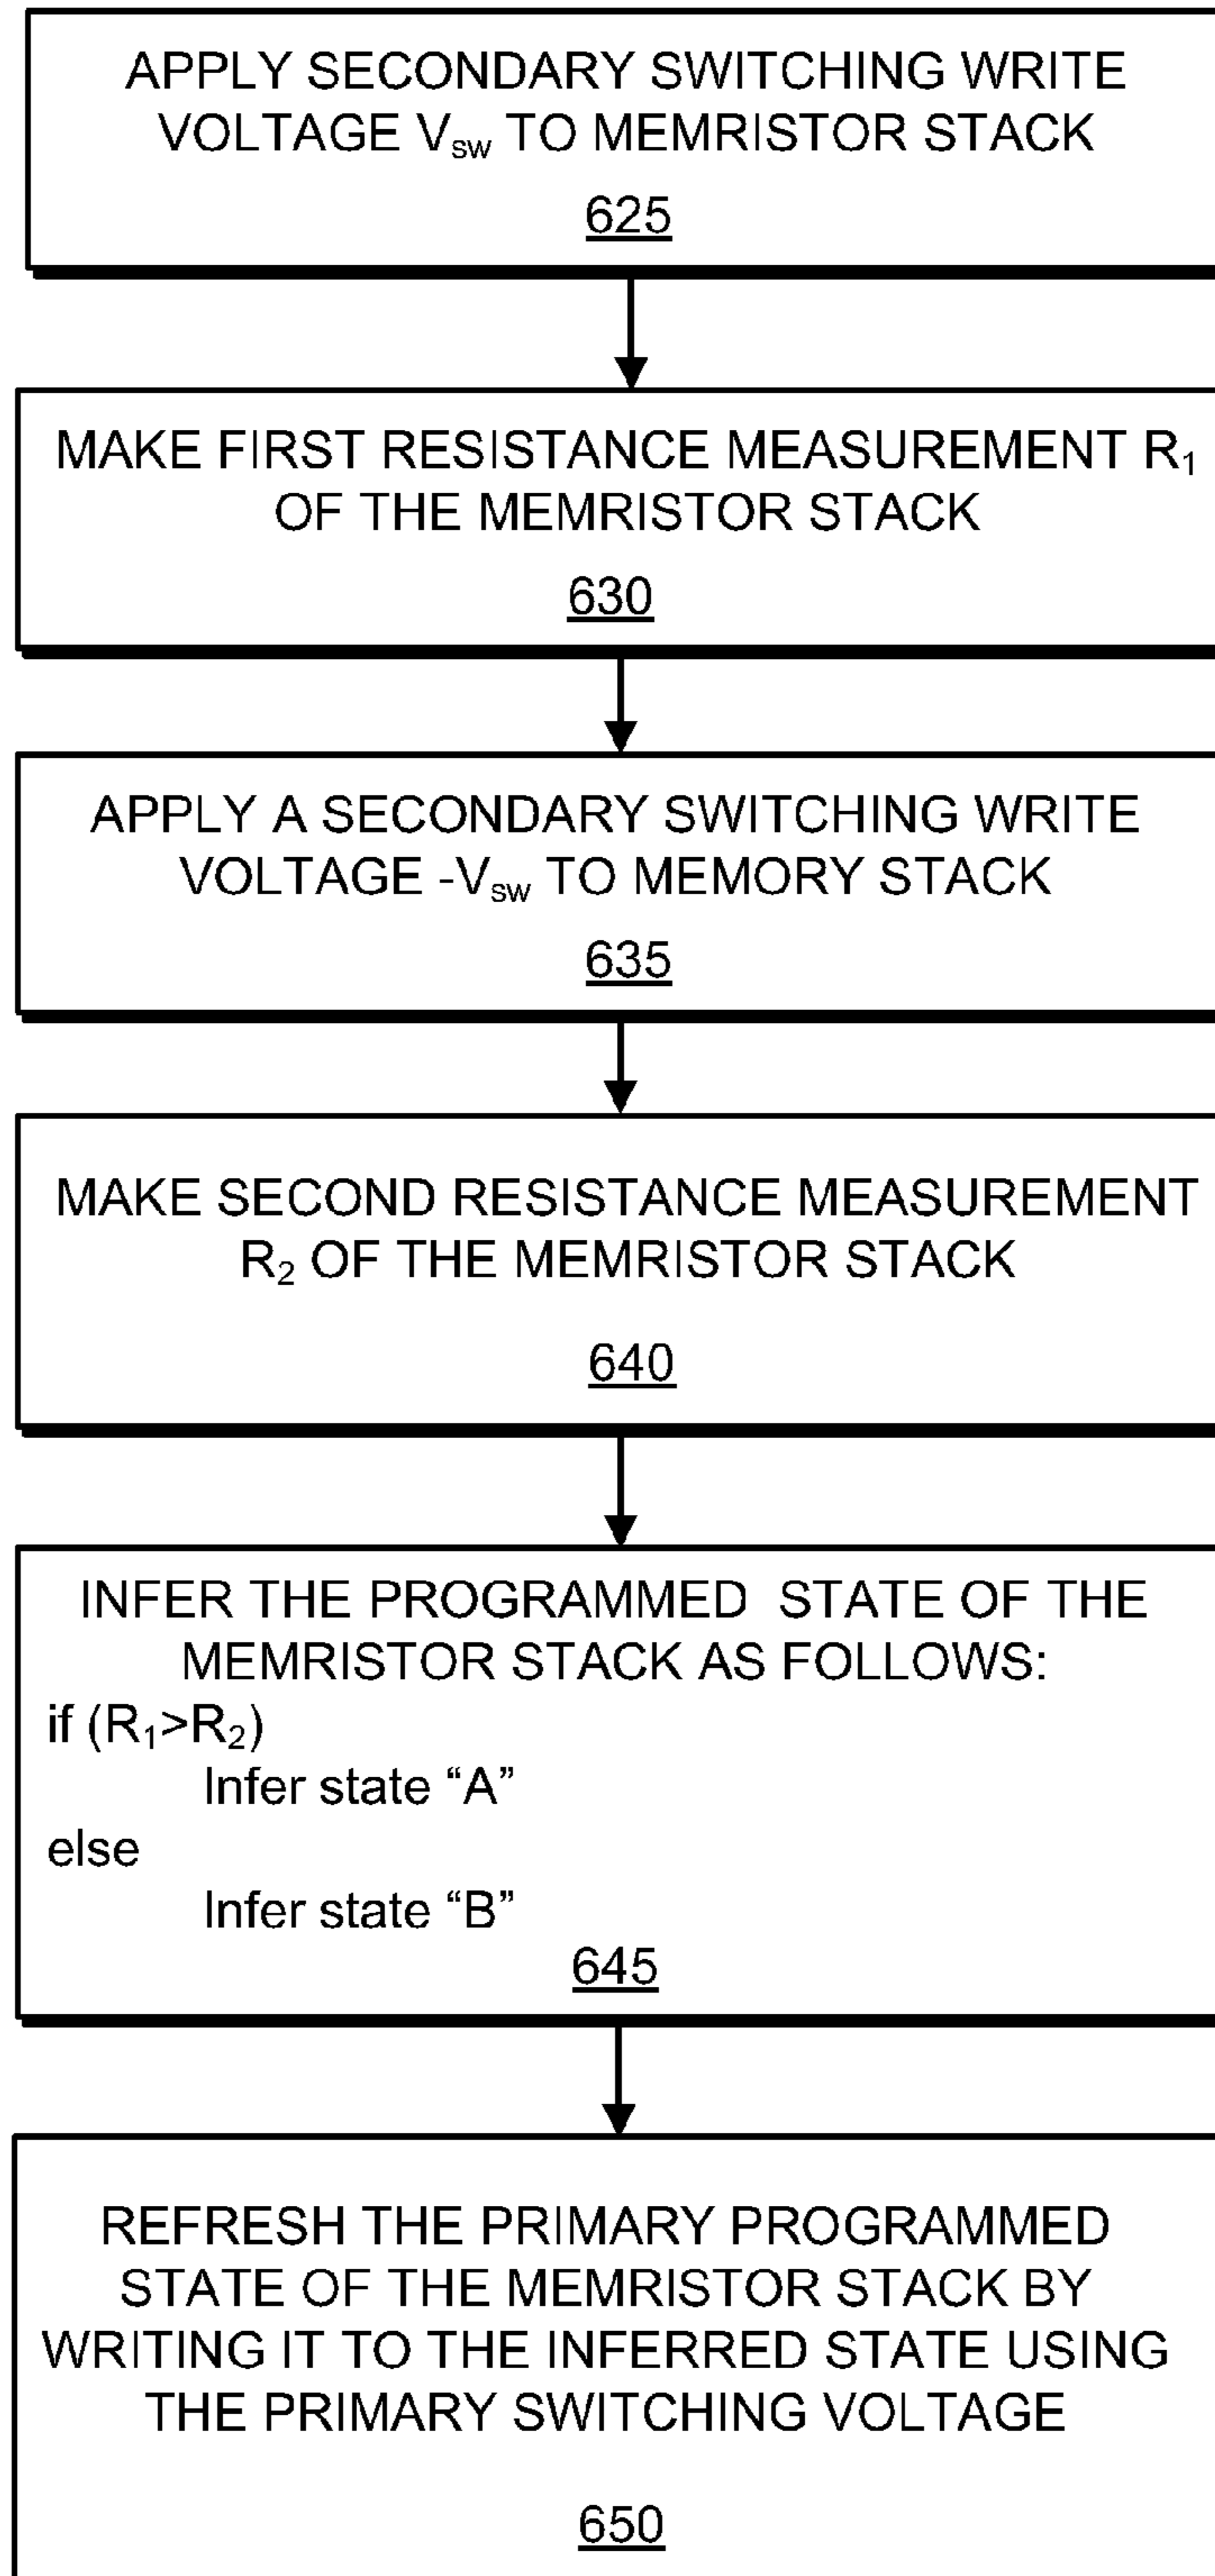 APPLY SECONDARY SWITCHING WRITE
VOLTAGE V_SW TO MEMRISTOR STACK
625
MAKE FIRST RESISTANCE MEASUREMENT R₁
OF THE MEMRISTOR STACK
630
APPLY A SECONDARY SWITCHING WRITE
VOLTAGE -V_SW TO MEMORY STACK
635
MAKE SECOND RESISTANCE MEASUREMENT
R₂ OF THE MEMRISTOR STACK
640
INFER THE PROGRAMMED STATE OF THE
MEMRISTOR STACK AS FOLLOWS:
if (R₁>R₂)
Infer state “A”
else
Infer state “B”
645
REFRESH THE PRIMARY PROGRAMMED
STATE OF THE MEMRISTOR STACK BY
WRITING IT TO THE INFERRED STATE USING
THE PRIMARY SWITCHING VOLTAGE
650